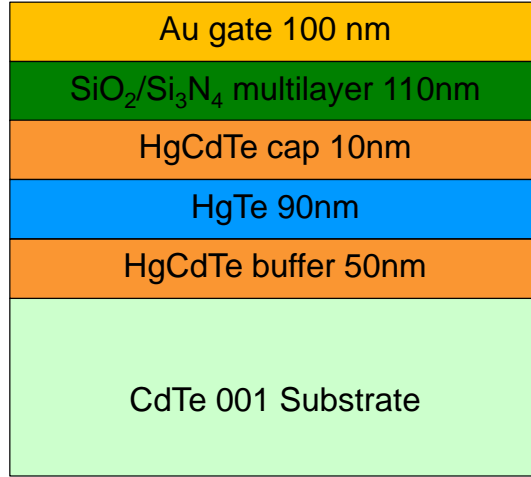 Au gate 100 nm
SiO₂/Si₃N₄ multilayer 110nm
HgCdTe cap 10nm
HgTe 90nm
HgCdTe buffer 50nm
CdTe 001 Substrate